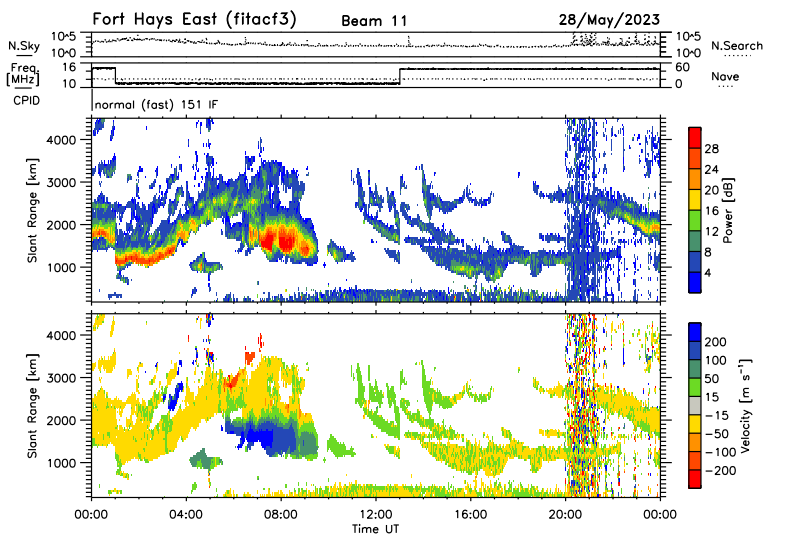 Fort Hays East (fitacf3) Beam 11 28/May/2023
N.Sky 10^5 10^5 N.Search
10^0 10^0
Freq. 16 60 Nave
[MHz] 10 0
CPID normal (fast) 151 IF
Slant Range [km]
4000
3000
2000
1000
Power [dB]
28
24
20
16
12
8
4
Slant Range [km]
4000
3000
2000
1000
Velocity [m s⁻¹]
200
100
50
15
−15
−50
−100
−200
00:00 04:00 08:00 12:00 16:00 20:00 00:00
Time UT